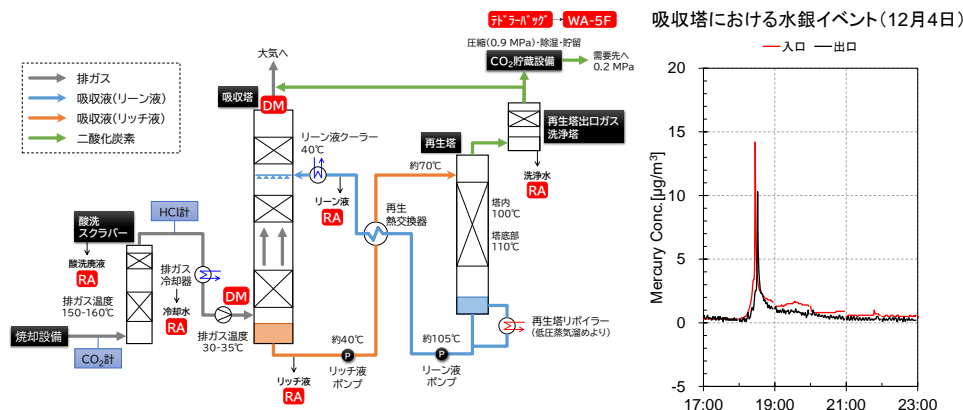 テドラーバッグ
WA-5F
圧縮(0.9 MPa)・除湿・貯留
CO₂貯蔵設備
需要先へ
0.2 MPa
大気へ
排ガス
吸収液(リーン液)
吸収液(リッチ液)
二酸化炭素
吸収塔
DM
リーン液クーラー
40℃
リーン液
RA
再生塔
再生塔出口ガス
洗浄塔
洗浄水
RA
約70℃
再生
熱交換器
塔内
100℃
塔底部
110℃
HCl計
酸洗
スクラバー
酸洗廃液
RA
排ガス
冷却器
冷却水
RA
DM
排ガス温度
150-160℃
焼却設備
CO₂計
排ガス温度
30-35℃
リッチ液
RA
約40℃
P
リッチ液
ポンプ
約105℃
P
リーン液
ポンプ
再生塔リボイラー
(低圧蒸気溜めより)
吸収塔における水銀イベント(12月4日)
入口
出口
Mercury Conc.[μg/m³]
20
15
10
5
0
-5
17:00
19:00
21:00
23:00